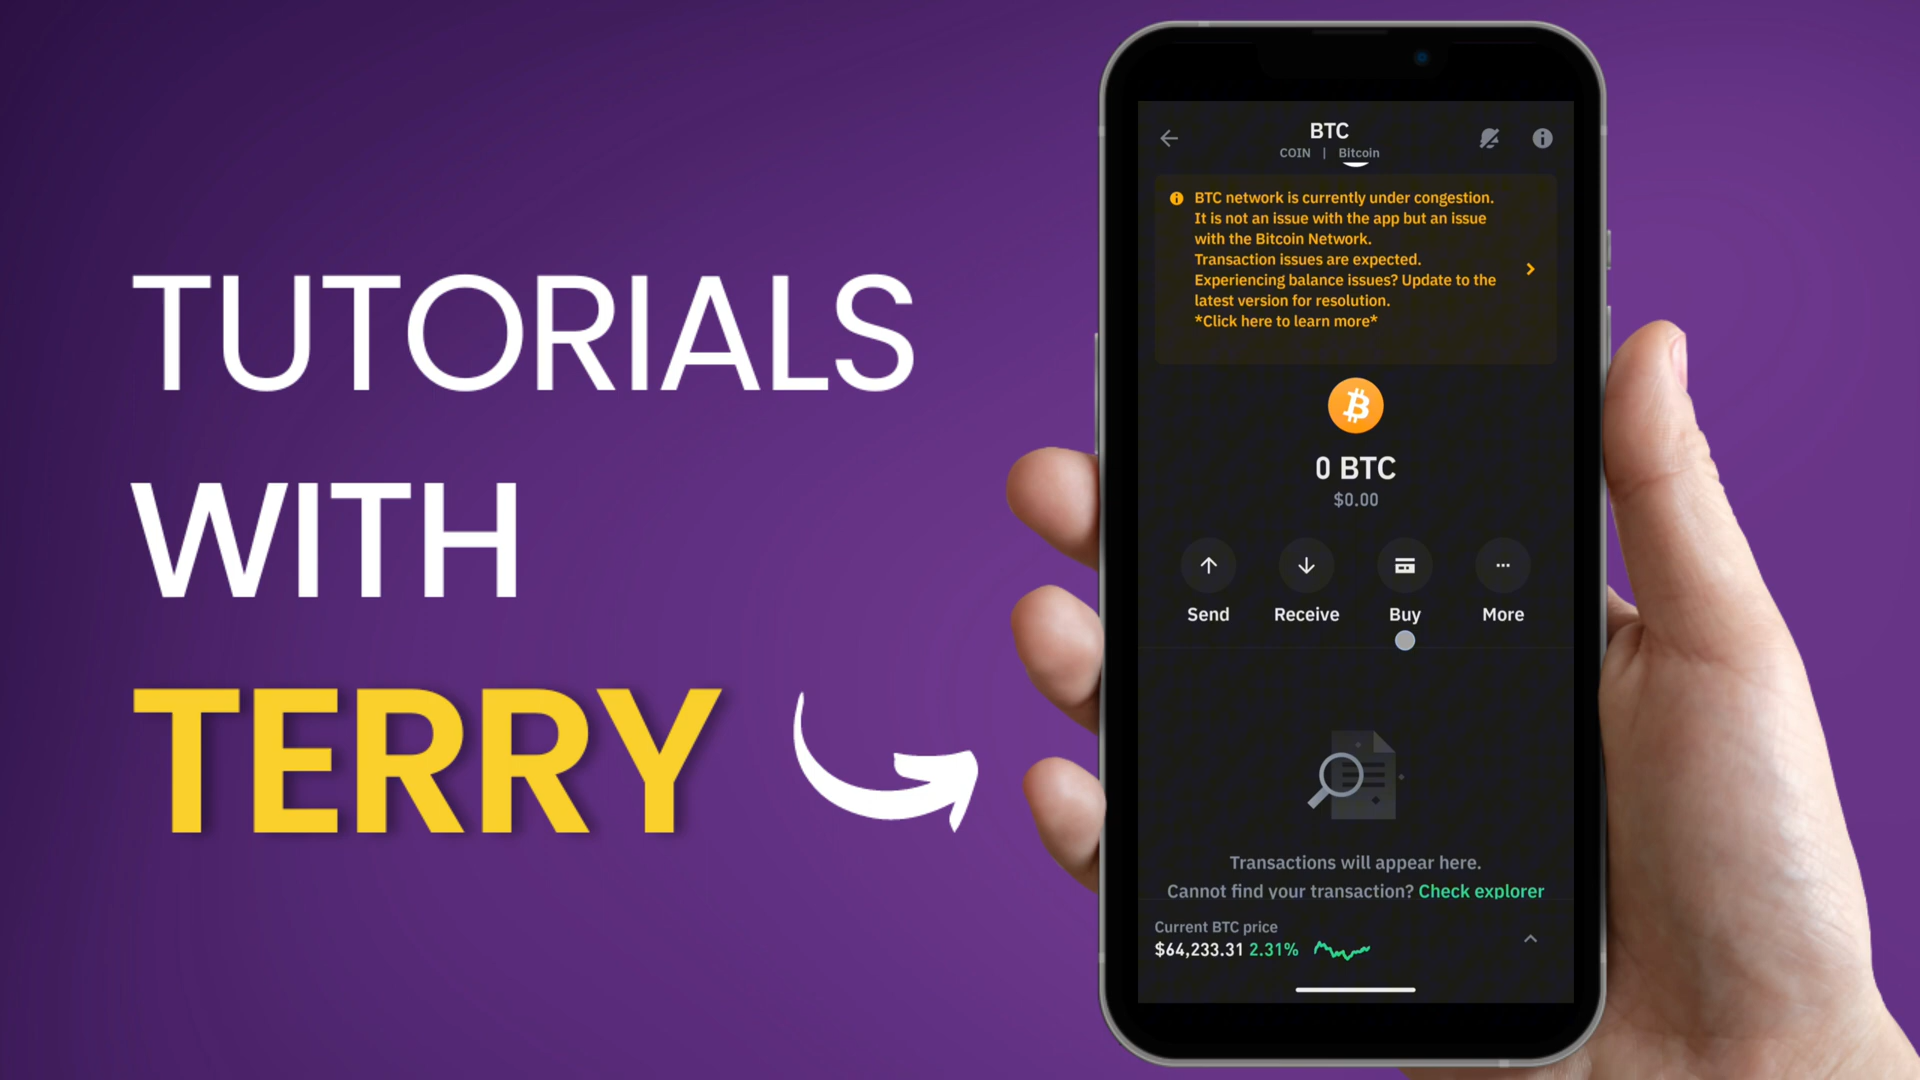 TUTORIALS
WITH
TERRY
BTC
COIN | Bitcoin
BTC network is currently under congestion.
It is not an issue with the app but an issue
with the Bitcoin Network.
Transaction issues are expected.
Experiencing balance issues? Update to the
latest version for resolution.
*Click here to learn more*
0 BTC
$0.00
Send Receive Buy More
Transactions will appear here.
Cannot find your transaction? Check explorer
Current BTC price
$64,233.31 2.31%